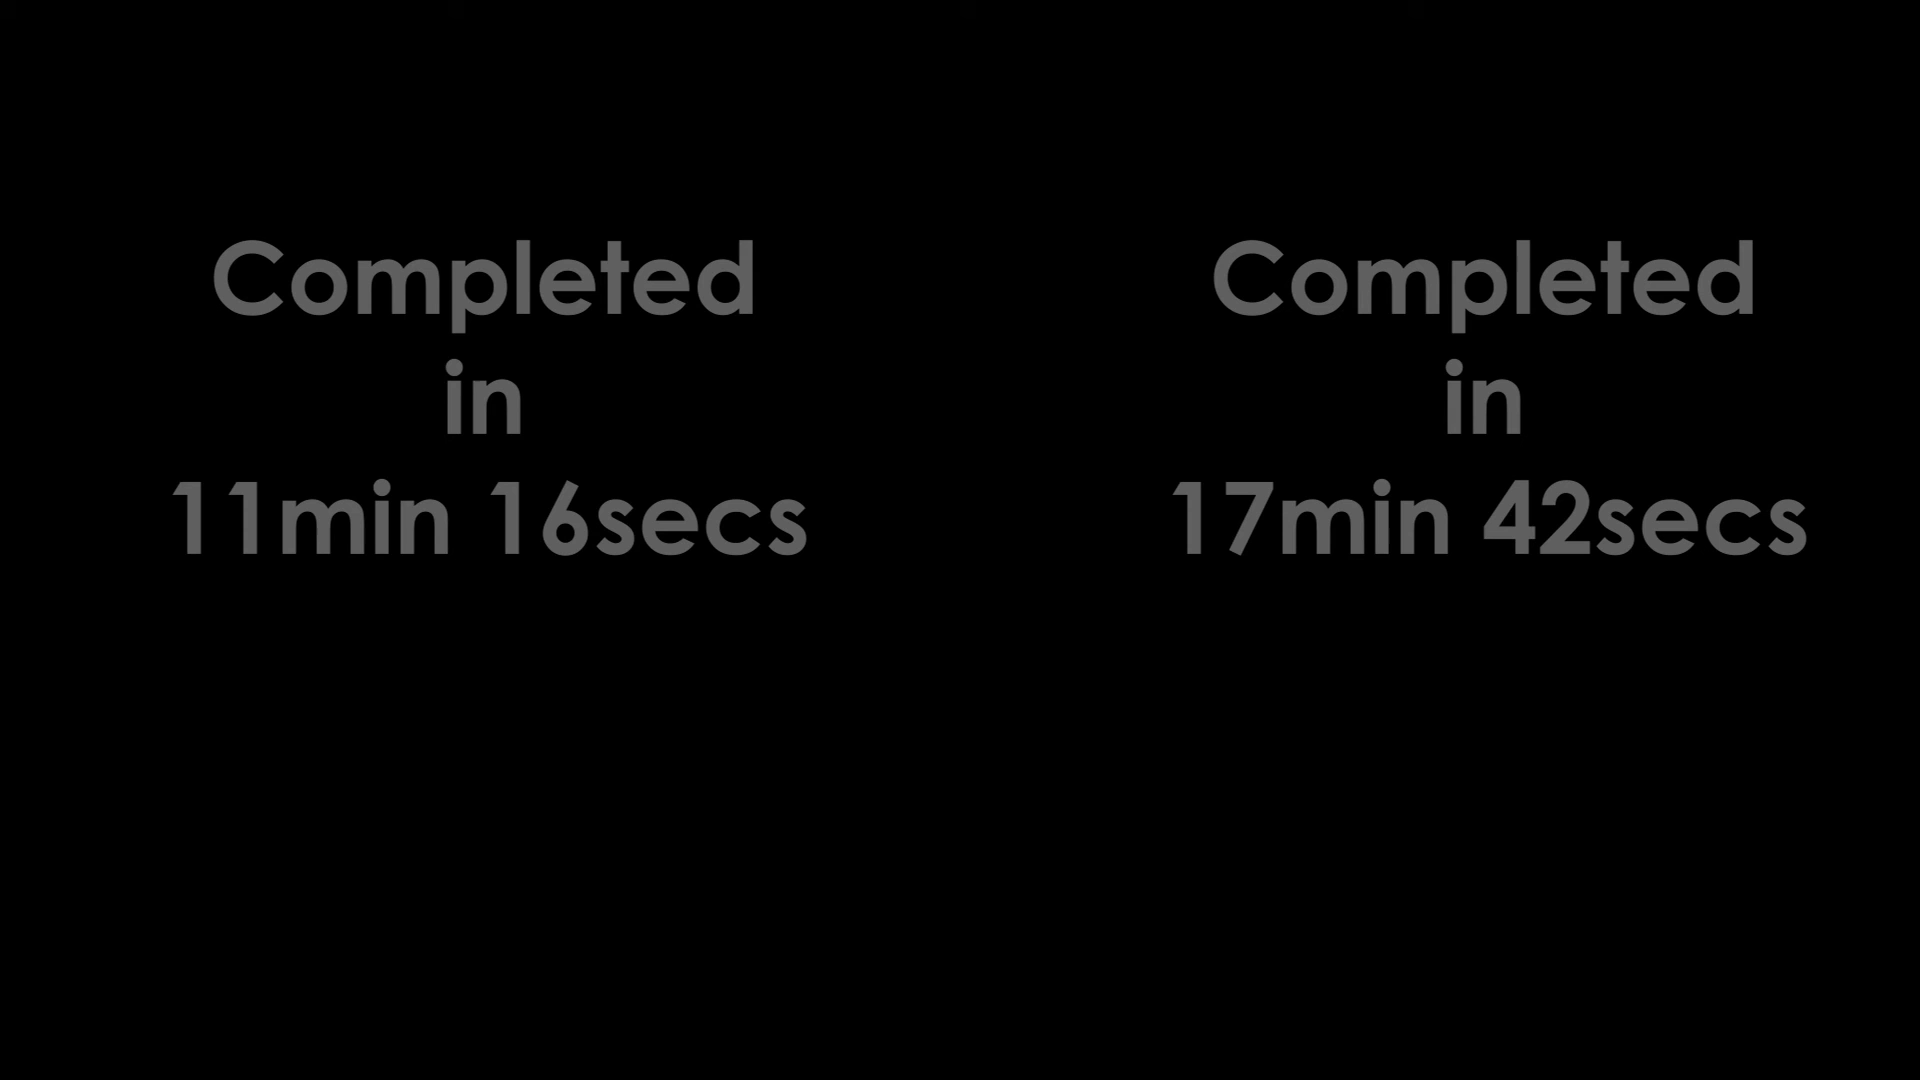 Completed
in
11min 16secs
Completed
in
17min 42secs